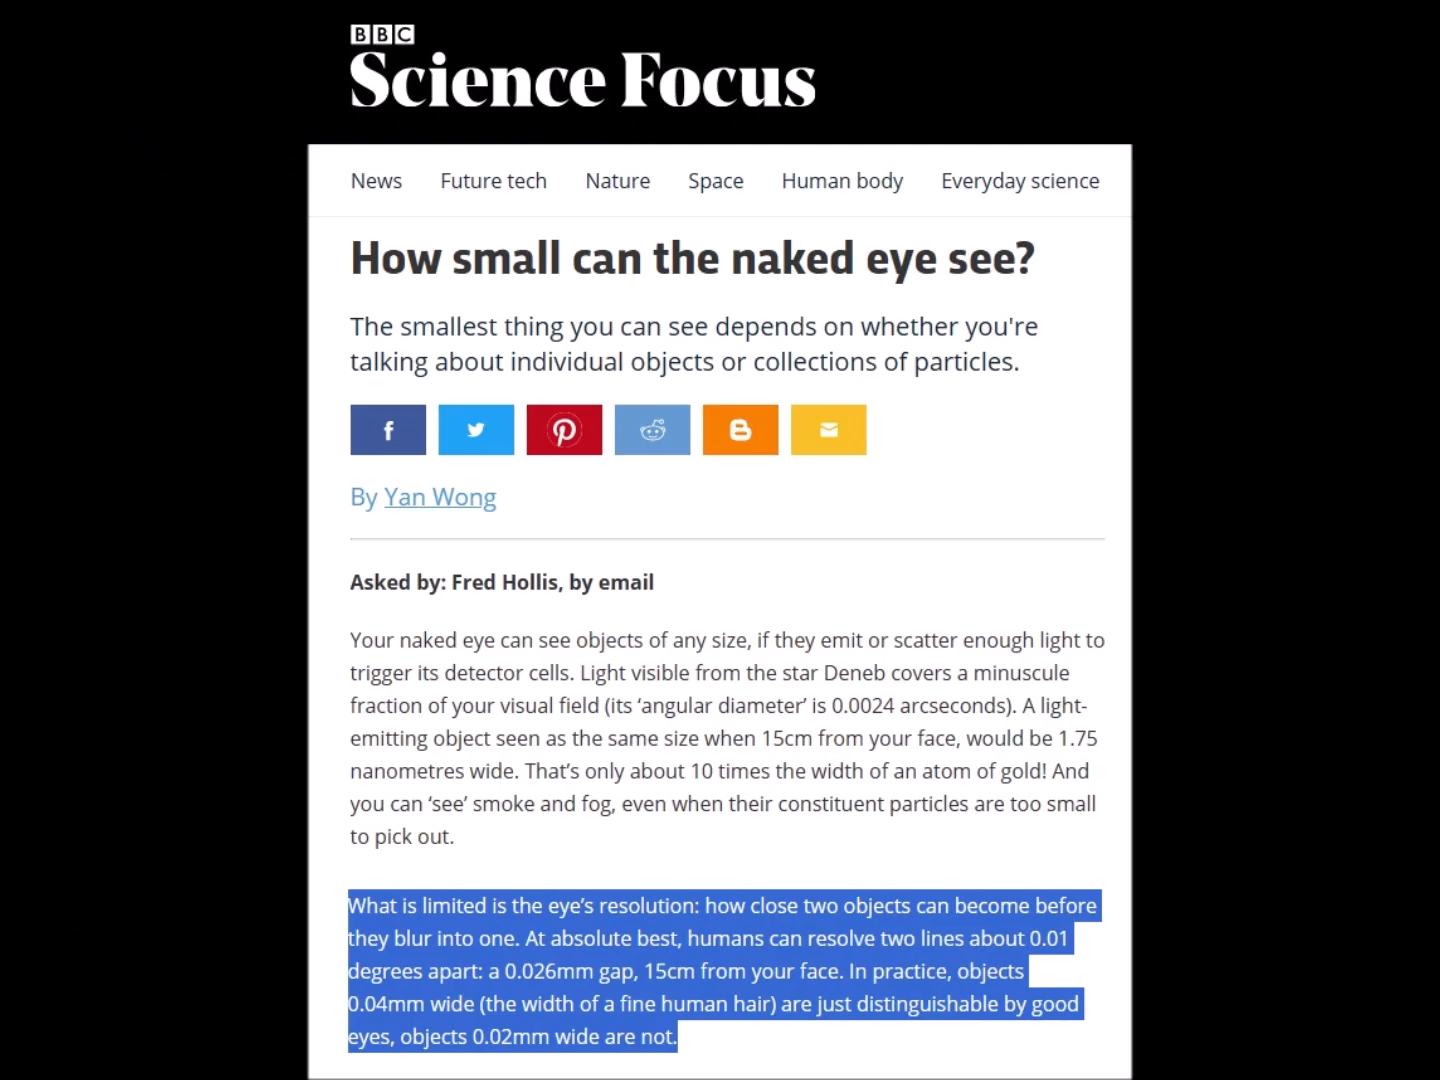 BBC
Science Focus
News Future tech Nature Space Human body Everyday science
How small can the naked eye see?
The smallest thing you can see depends on whether you're
talking about individual objects or collections of particles.
By Yan Wong
Asked by: Fred Hollis, by email
Your naked eye can see objects of any size, if they emit or scatter enough light to
trigger its detector cells. Light visible from the star Deneb covers a minuscule
fraction of your visual field (its ‘angular diameter’ is 0.0024 arcseconds). A light-
emitting object seen as the same size when 15cm from your face, would be 1.75
nanometres wide. That’s only about 10 times the width of an atom of gold! And
you can ‘see’ smoke and fog, even when their constituent particles are too small
to pick out.
What is limited is the eye’s resolution: how close two objects can become before
they blur into one. At absolute best, humans can resolve two lines about 0.01
degrees apart: a 0.026mm gap, 15cm from your face. In practice, objects
0.04mm wide (the width of a fine human hair) are just distinguishable by good
eyes, objects 0.02mm wide are not.